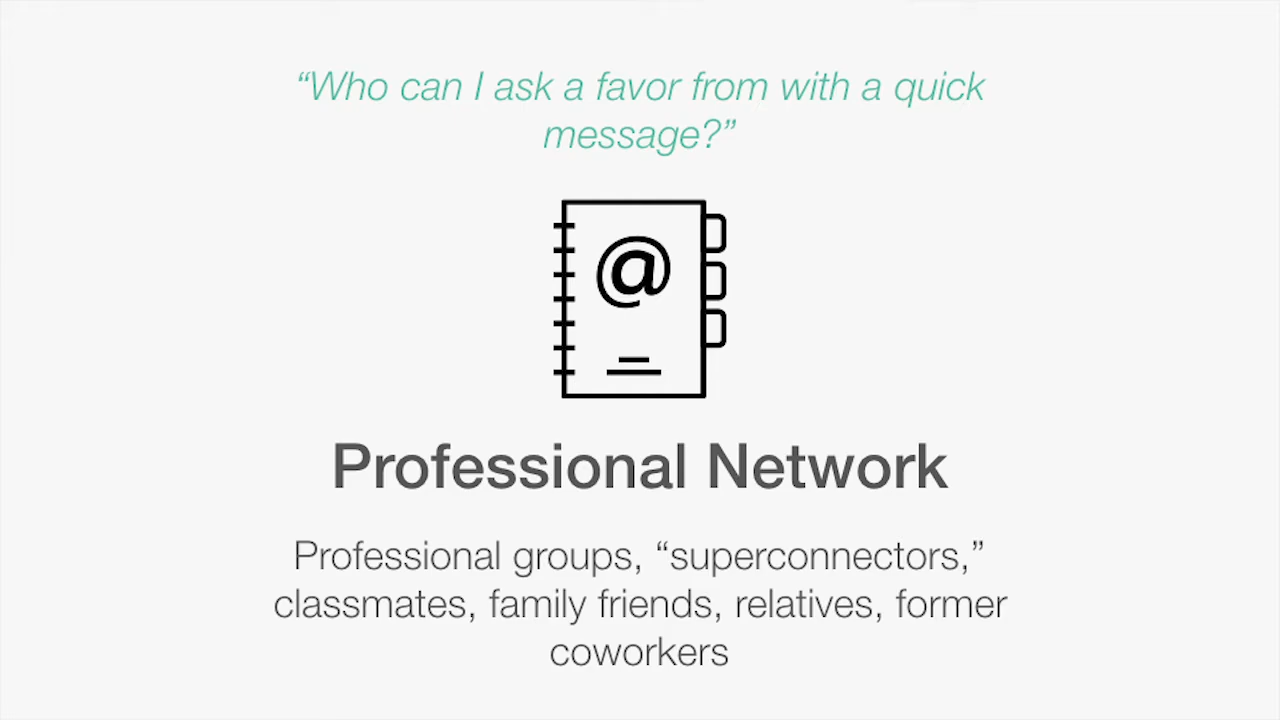 “Who can I ask a favor from with a quick
message?”
@
Professional Network
Professional groups, “superconnectors,”
classmates, family friends, relatives, former
coworkers